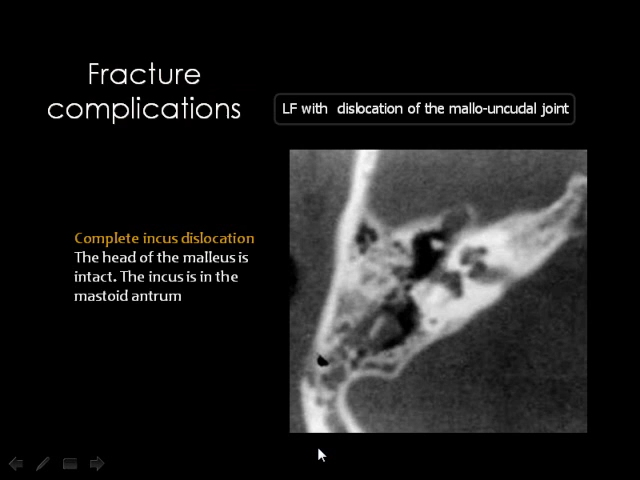 Fracture
complications
LF with dislocation of the mallo-uncudal joint
Complete incus dislocation
The head of the malleus is
intact. The incus is in the
mastoid antrum